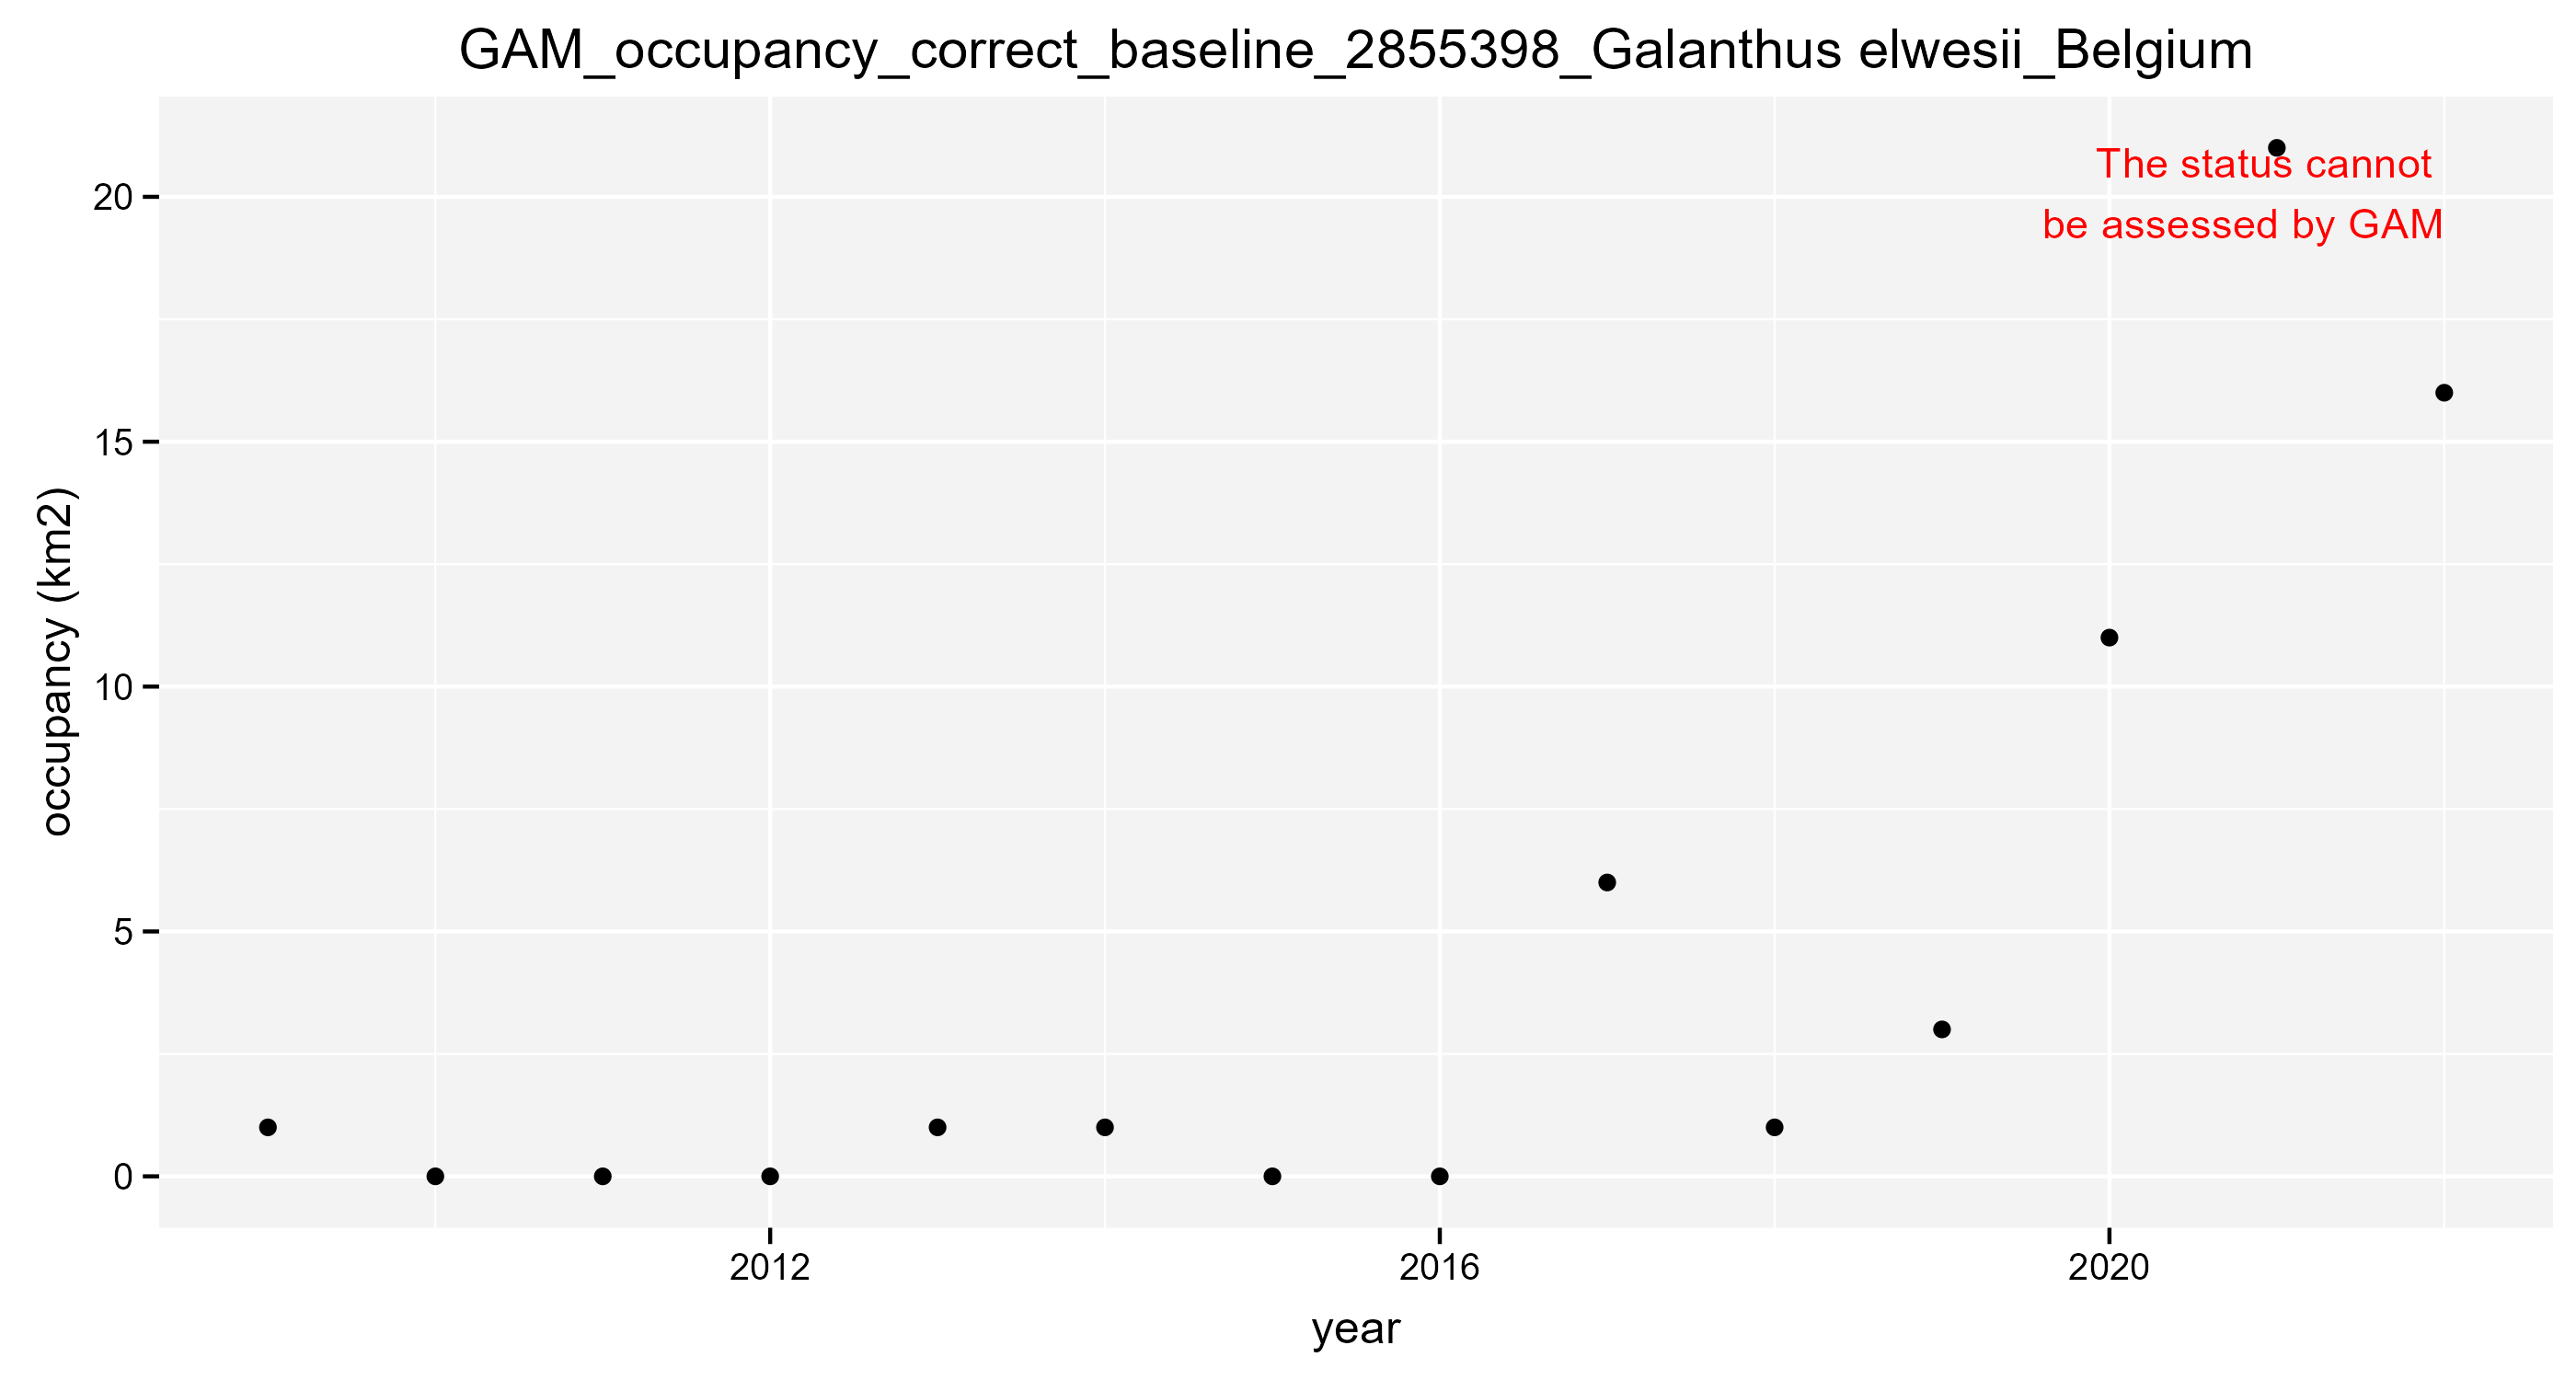 GAM_occupancy_correct_baseline_2855398_Galanthus elwesii_Belgium
The status cannot
be assessed by GAM
20
15
10
5
0
occupancy (km2)
2012
2016
2020
year